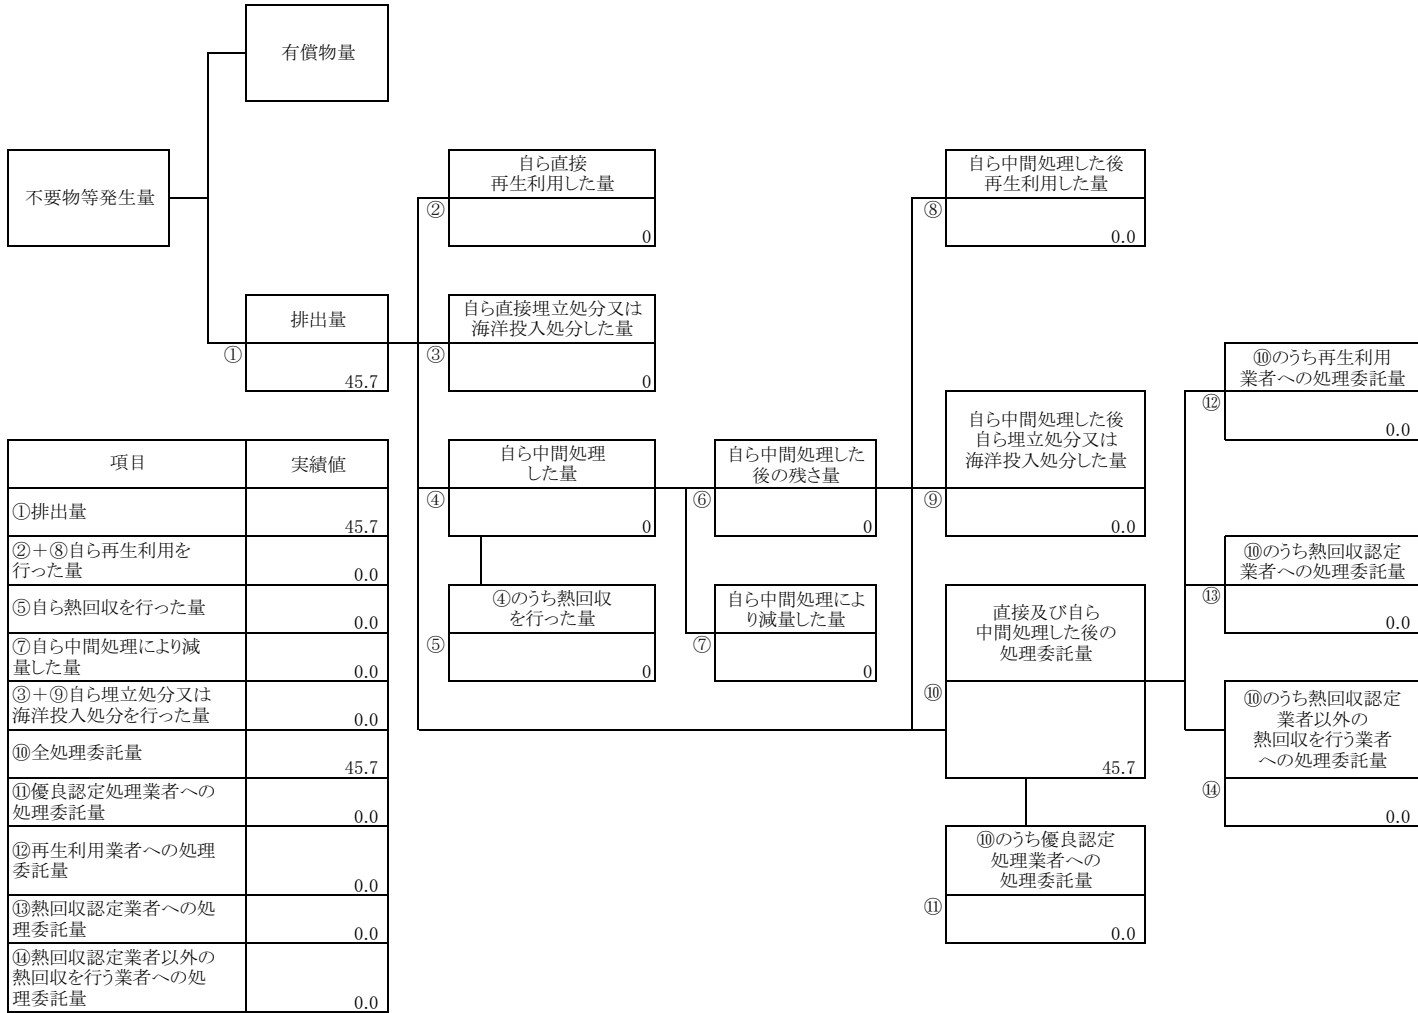 有償物量
不要物等発生量
自ら直接
再生利用した量
②
0
自ら中間処理した後
再生利用した量
⑧
0.0
排出量
①
45.7
自ら直接埋立処分又は
海洋投入処分した量
③
0
⑩のうち再生利用
業者への処理委託量
⑫
0.0
自ら中間処理した後
自ら埋立処分又は
海洋投入処分した量
⑨
0.0
自ら中間処理
した量
④
0
自ら中間処理した
後の残さ量
⑥
0
⑩のうち熱回収認定
業者への処理委託量
⑬
0.0
④のうち熱回収
を行った量
⑤
0
自ら中間処理によ
り減量した量
⑦
0
直接及び自ら
中間処理した後の
処理委託量
⑩
45.7
⑩のうち熱回収認定
業者以外の
熱回収を行う業者
への処理委託量
⑭
0.0
⑩のうち優良認定
処理業者への
処理委託量
⑪
0.0
項目 実績値
①排出量
45.7
②＋⑧自ら再生利用を
行った量
0.0
⑤自ら熱回収を行った量
0.0
⑦自ら中間処理により減
量した量
0.0
③＋⑨自ら埋立処分又は
海洋投入処分を行った量
0.0
⑩全処理委託量
45.7
⑪優良認定処理業者への
処理委託量
0.0
⑫再生利用業者への処理
委託量
0.0
⑬熱回収認定業者への処
理委託量
0.0
⑭熱回収認定業者以外の
熱回収を行う業者への処
理委託量
0.0